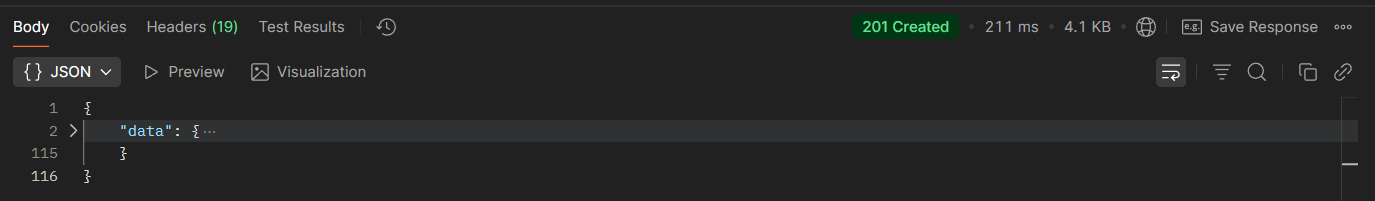 Body Cookies Headers (19) Test Results 201 Created • 211 ms • 4.1 KB • e.g. Save Response
{} JSON Preview Visualization
1 {
2 "data": { ...
115 }
116 }